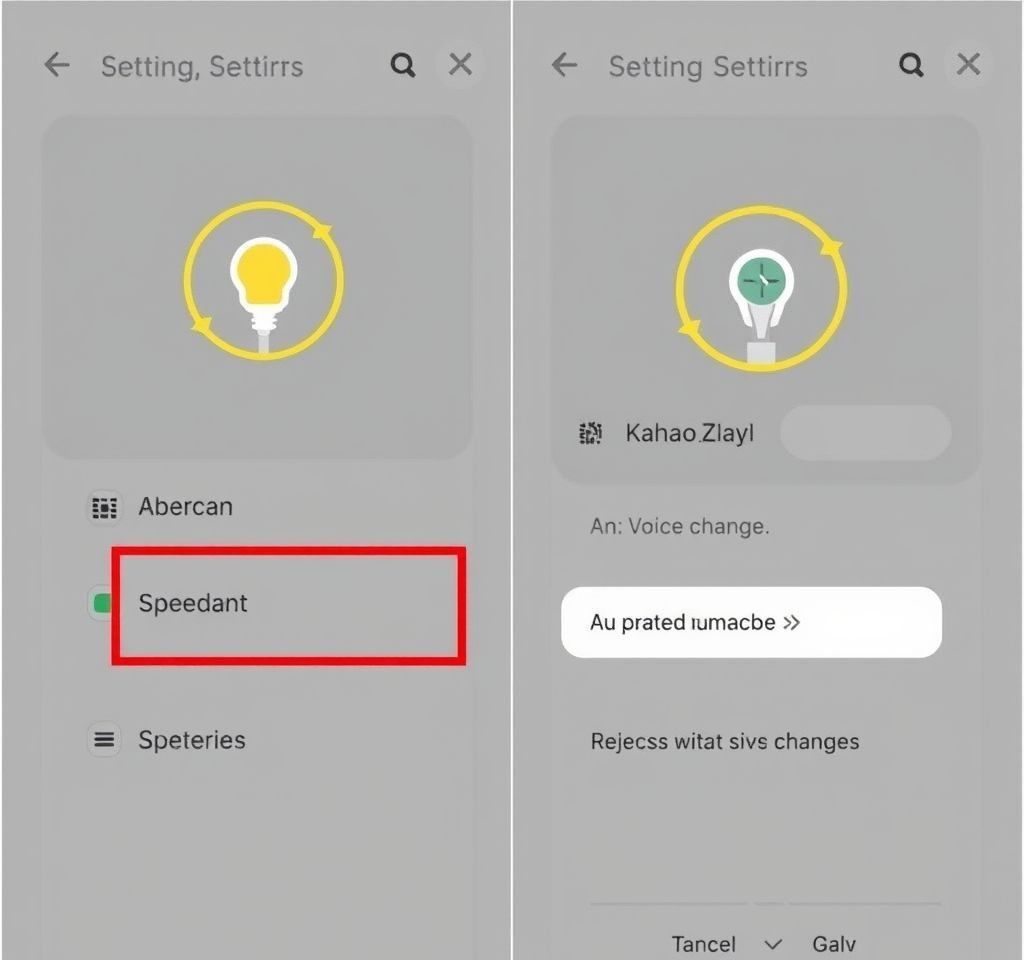 Setting, Settirrs
Abercan
Speedant
Speteries
Setting Settirrs
Kahao.Zlayl
An: Voice change.
Au prated rumacbe »
Rejecss witat sivs changes
Tancel
Galv